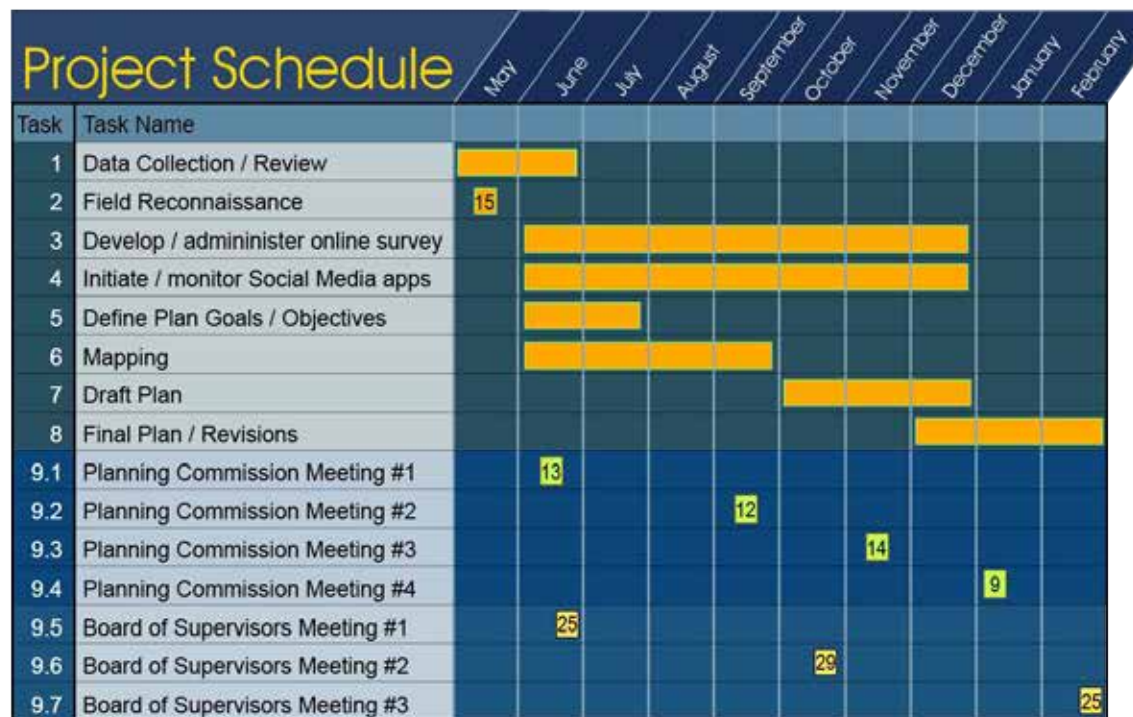 Project Schedule
May June July August September October November December January February
Task Task Name
1 Data Collection / Review
2 Field Reconnaissance 15
3 Develop / admininister online survey
4 Initiate / monitor Social Media apps
5 Define Plan Goals / Objectives
6 Mapping
7 Draft Plan
8 Final Plan / Revisions
9.1 Planning Commission Meeting #1 13
9.2 Planning Commission Meeting #2 12
9.3 Planning Commission Meeting #3 14
9.4 Planning Commission Meeting #4 9
9.5 Board of Supervisors Meeting #1 25
9.6 Board of Supervisors Meeting #2 29
9.7 Board of Supervisors Meeting #3 25